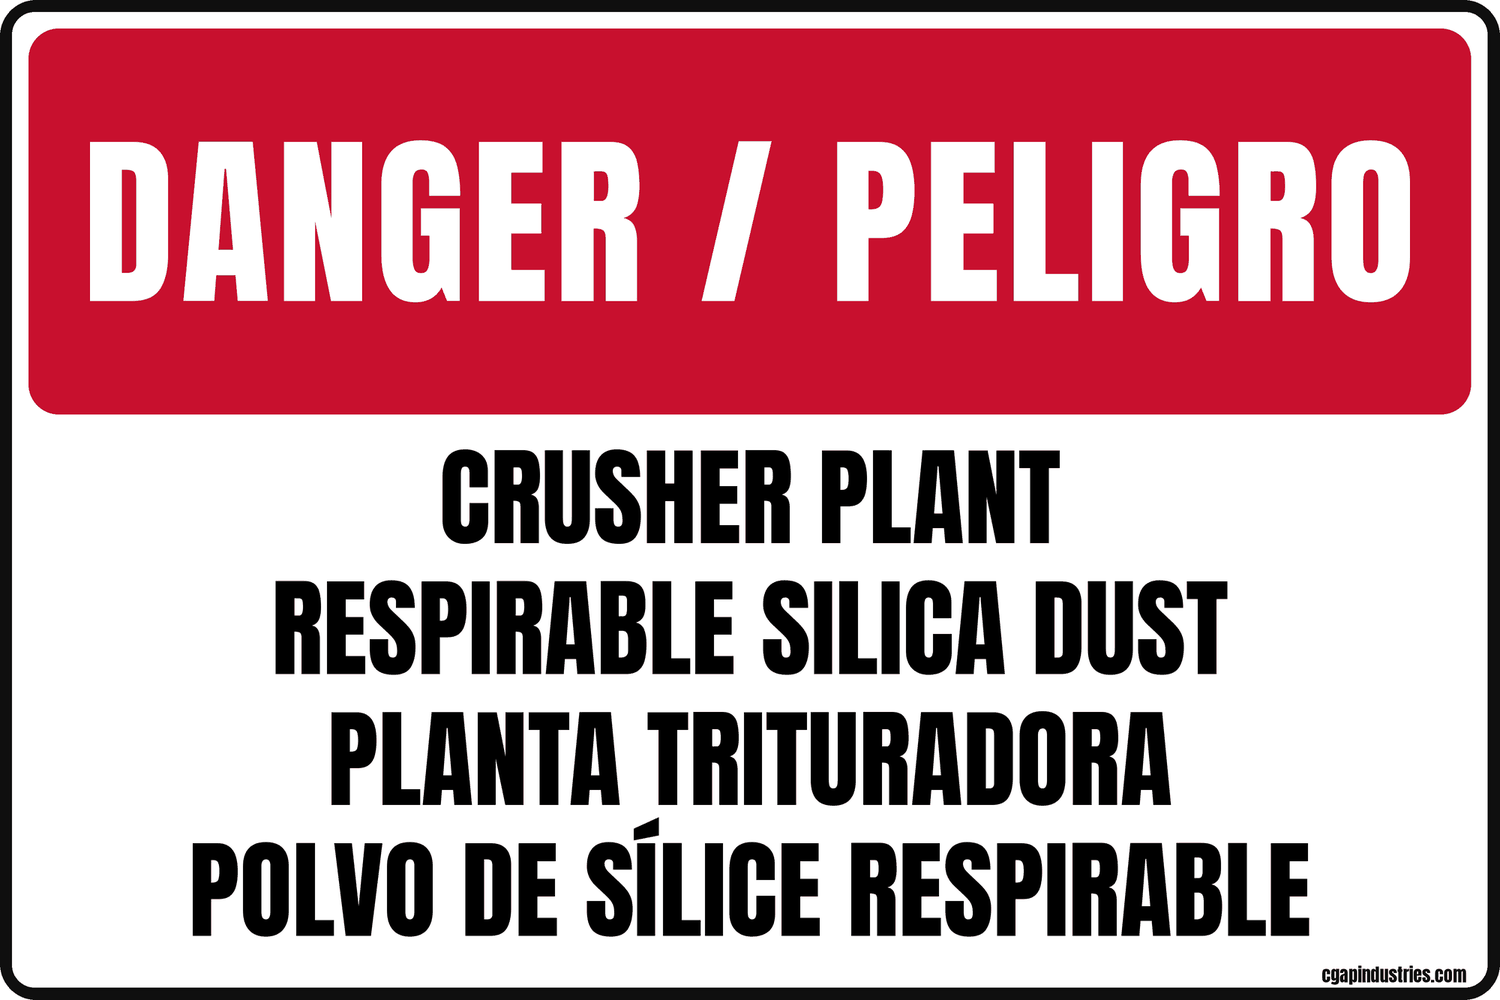 DANGER / PELIGRO
CRUSHER PLANT
RESPIRABLE SILICA DUST
PLANTA TRITURADORA
POLVO DE SÍLICE RESPIRABLE
cgapindustries.com